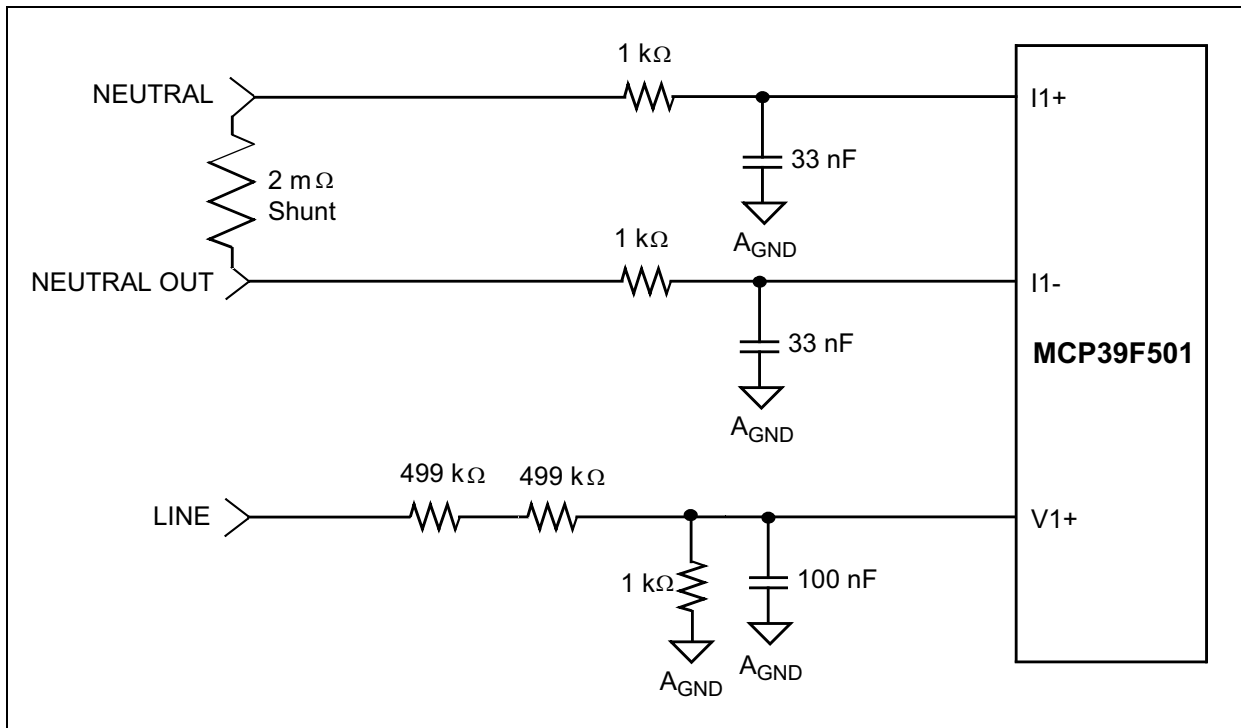 1 kΩ
NEUTRAL
I1+
33 nF
2 mΩ
Shunt
AGND
1 kΩ
NEUTRAL OUT
I1-
33 nF
MCP39F501
AGND
499 kΩ
499 kΩ
LINE
V1+
1 kΩ
100 nF
AGND
AGND